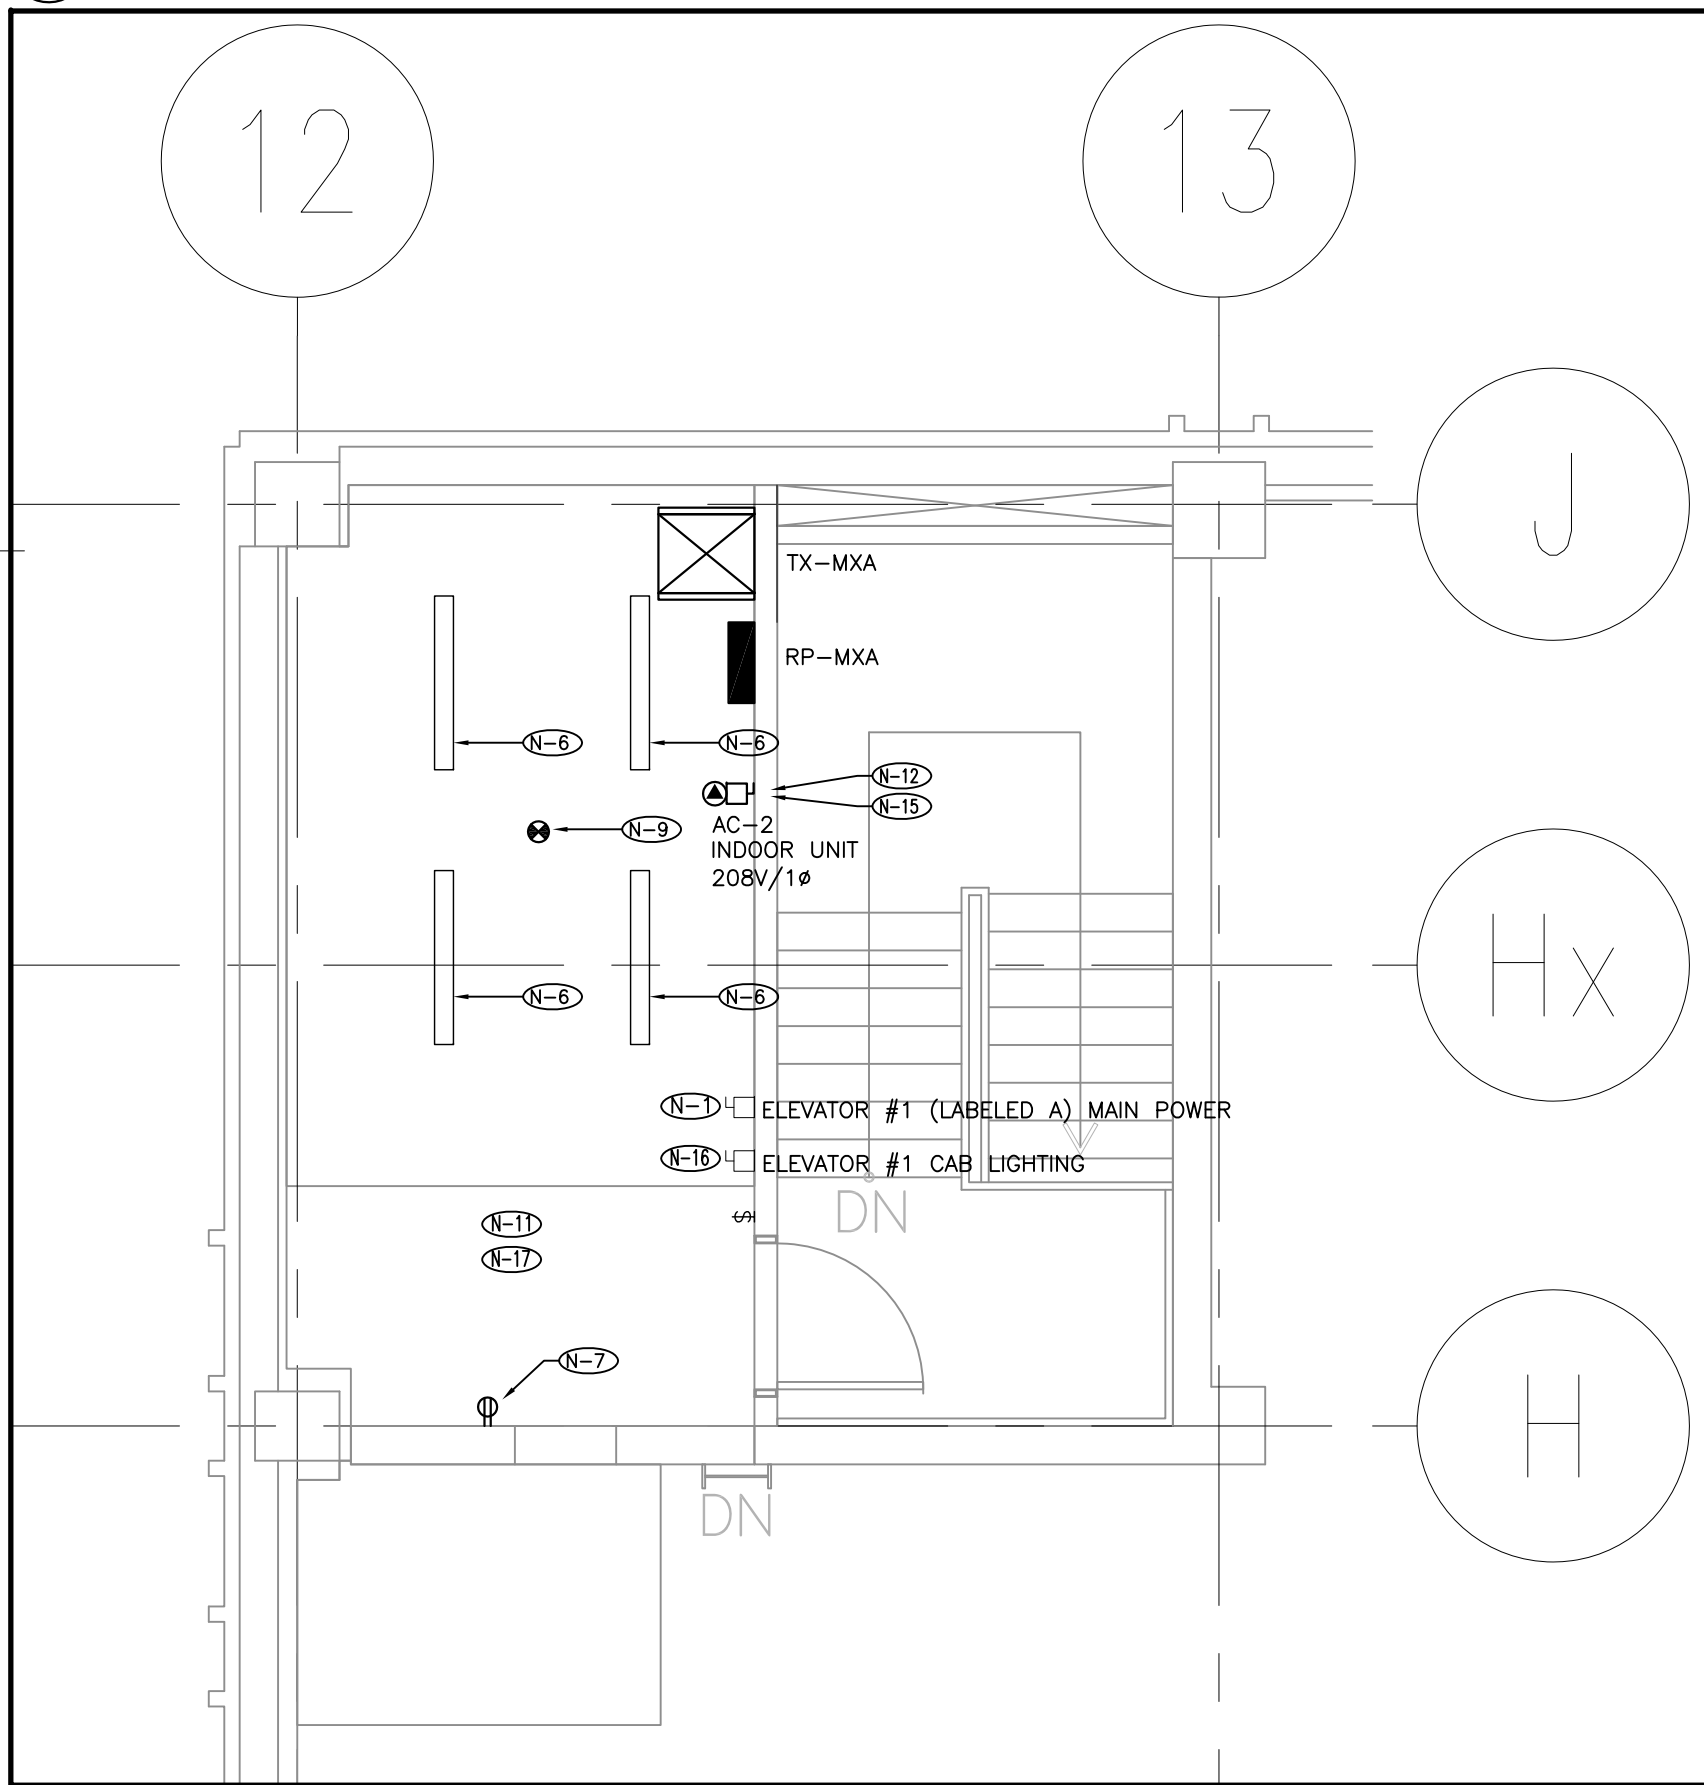 12
13
J
TX-MXA
RP-MXA
N-6
N-6
N-12
N-15
N-9
AC-2
INDOOR UNIT
208V/1ø
Hx
N-6
N-6
N-1
ELEVATOR #1 (LABELED A) MAIN POWER
N-16
ELEVATOR #1 CAB LIGHTING
DN
$
N-11
N-17
N-7
H
DN